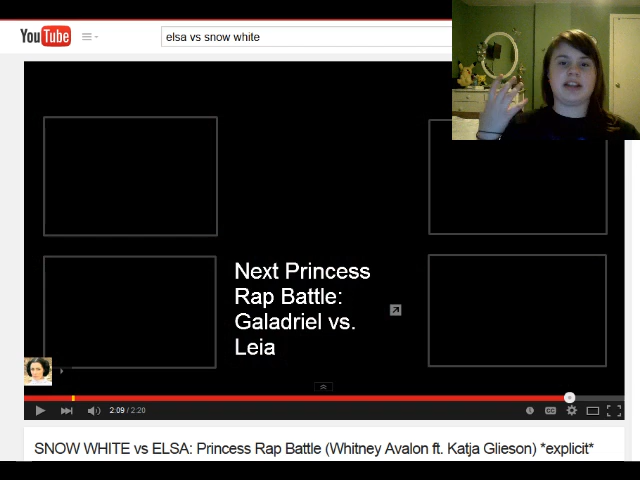 YouTube
elsa vs snow white
Next Princess
Rap Battle:
Galadriel vs.
Leia
2:09 / 2:20
CC
SNOW WHITE vs ELSA: Princess Rap Battle (Whitney Avalon ft. Katja Glieson) *explicit*